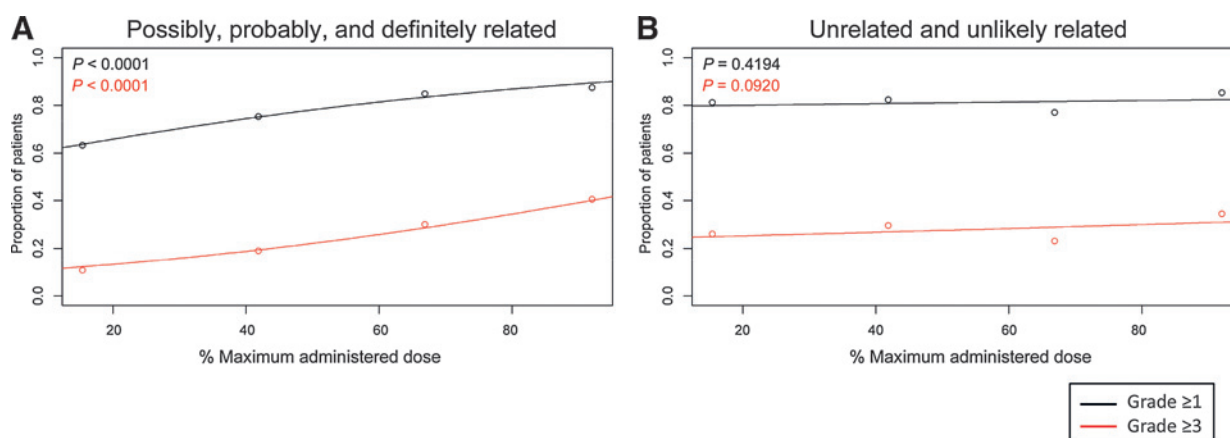 A Possibly, probably, and definitely related
P < 0.0001
P < 0.0001
Proportion of patients
1.0
0.8
0.6
0.4
0.2
0.0
20 40 60 80
% Maximum administered dose
B Unrelated and unlikely related
P = 0.4194
P = 0.0920
Proportion of patients
1.0
0.8
0.6
0.4
0.2
0.0
20 40 60 80
% Maximum administered dose
Grade ≥1
Grade ≥3